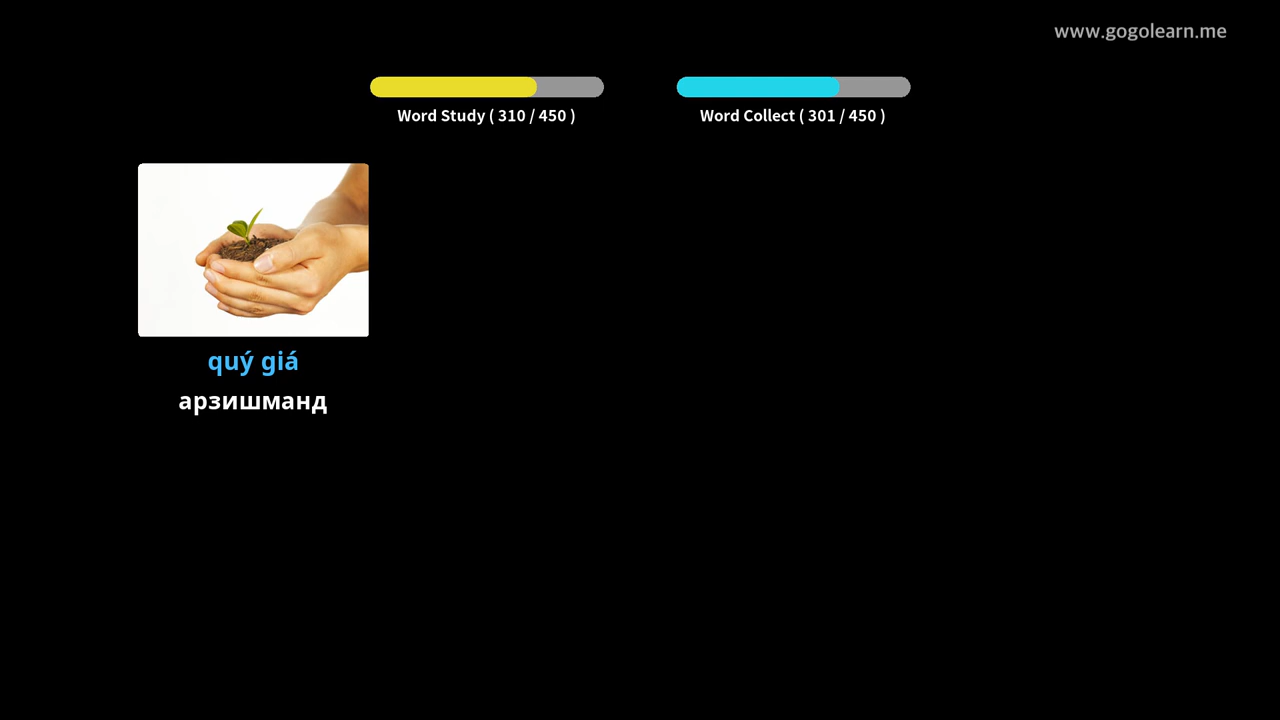 www.gogolearn.me
Word Study ( 310 / 450 )
Word Collect ( 301 / 450 )
quý giá
арзишманд